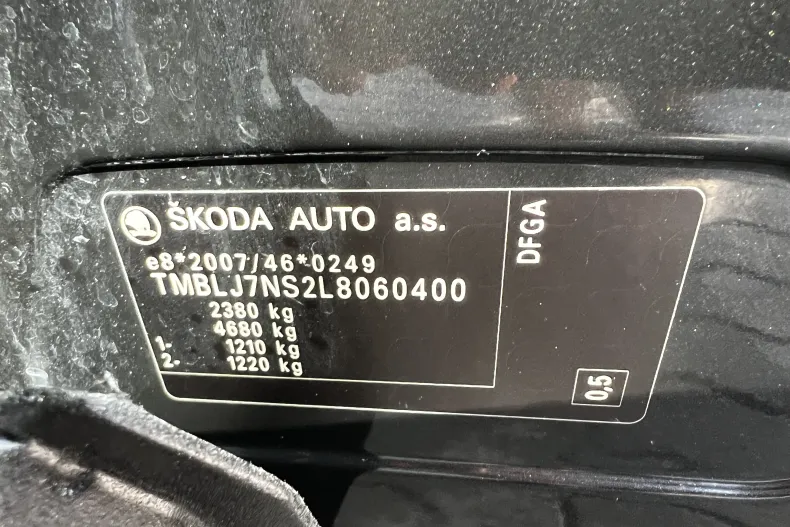 ŠKODA AUTO a.s.
e8*2007/46*0249
TMBLJ7NS2L8060400
2380 kg
4680 kg
1- 1210 kg
2- 1220 kg
DFGA
0,5